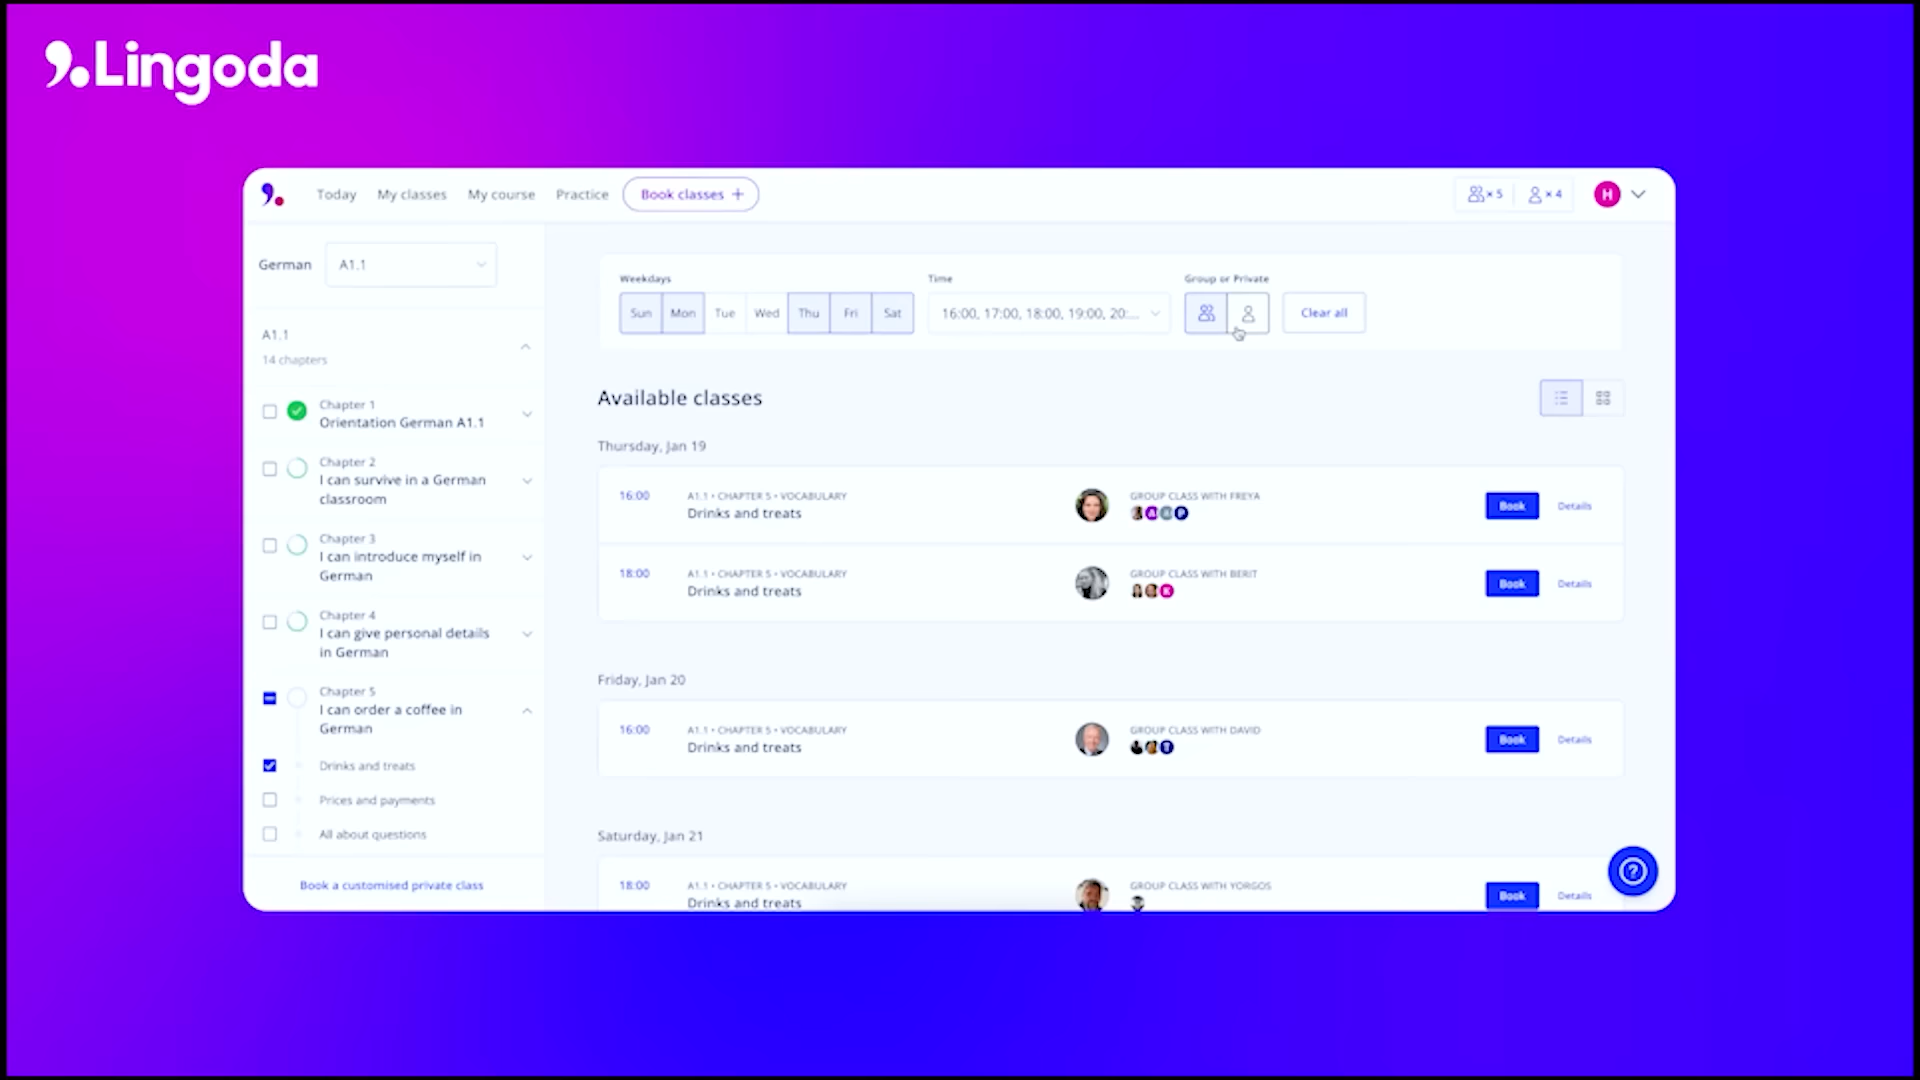 Lingoda
Today My classes My course Practice Book classes +
× 5 × 4 H
German A1.1
A1.1
14 chapters
Chapter 1
Orientation German A1.1
Chapter 2
I can survive in a German
classroom
Chapter 3
I can introduce myself in
German
Chapter 4
I can give personal details
in German
Chapter 5
I can order a coffee in
German
Drinks and treats
Prices and payments
All about questions
Book a customised private class
Weekdays Time Group or Private
Sun Mon Tue Wed Thu Fri Sat 16:00, 17:00, 18:00, 19:00, 20:... Clear all
Available classes
Thursday, Jan 19
16:00 A1.1 • CHAPTER 5 • VOCABULARY GROUP CLASS WITH FREYA
Drinks and treats A A P Book Details
18:00 A1.1 • CHAPTER 5 • VOCABULARY GROUP CLASS WITH BERIT
Drinks and treats K Book Details
Friday, Jan 20
16:00 A1.1 • CHAPTER 5 • VOCABULARY GROUP CLASS WITH DAVID
Drinks and treats T Book Details
Saturday, Jan 21
18:00 A1.1 • CHAPTER 5 • VOCABULARY GROUP CLASS WITH YORGOS
Drinks and treats Book Details
?